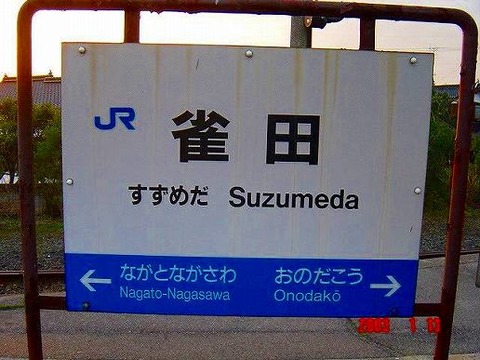 JR
雀田
すずめだ Suzumeda
← ながとながさわ おのだこう →
Nagato-Nagasawa Onodakō
2003 1 13